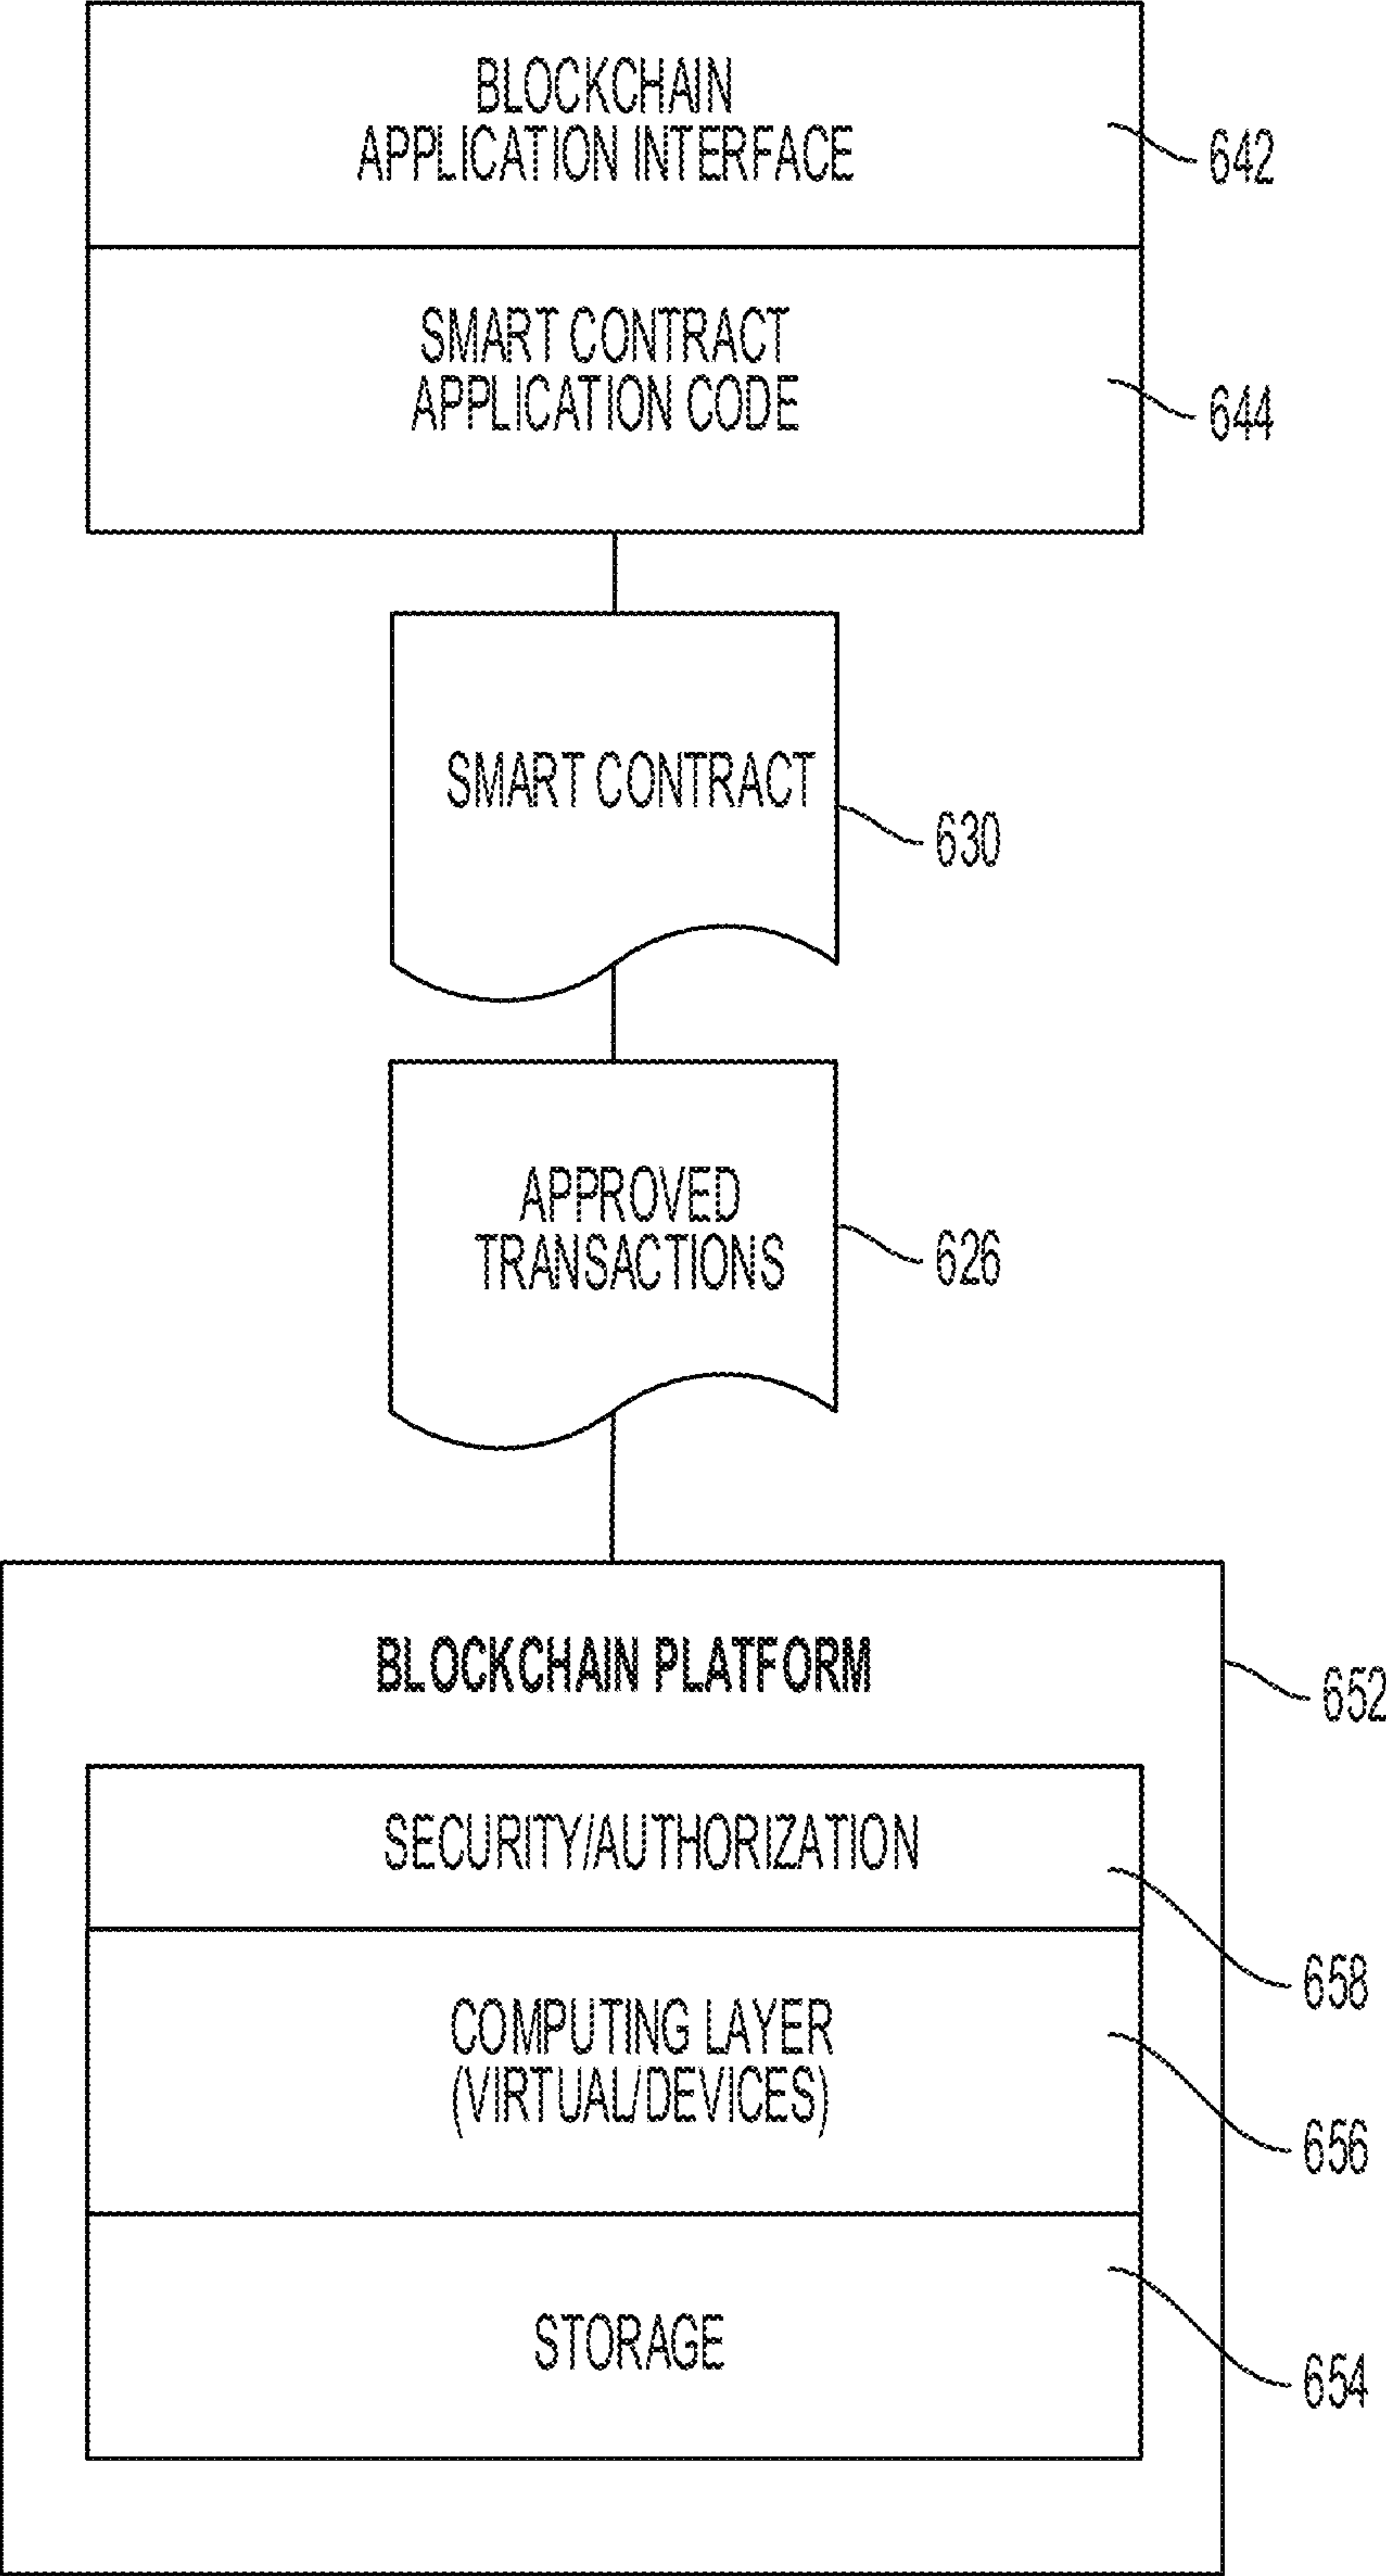 BLOCKCHAIN
APPLICATION INTERFACE
642
SMART CONTRACT
APPLICATION CODE
644
SMART CONTRACT
630
APPROVED
TRANSACTIONS
626
BLOCKCHAIN PLATFORM
652
SECURITY/AUTHORIZATION
658
COMPUTING LAYER
(VIRTUAL/DEVICES)
656
STORAGE
654